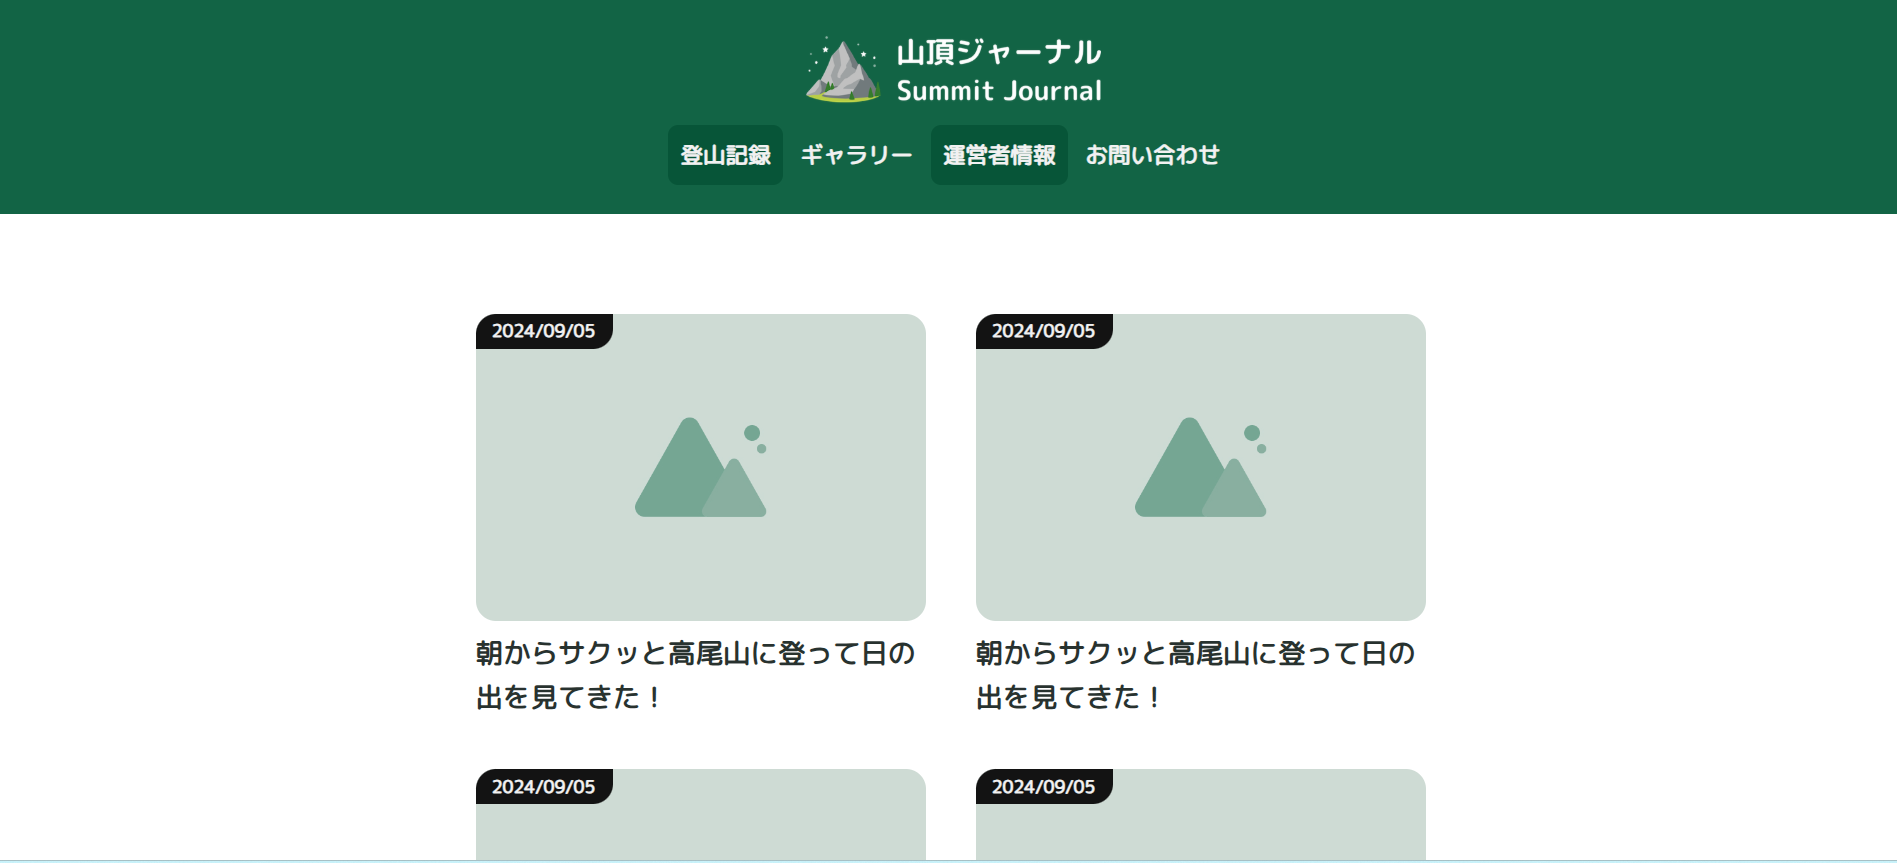 山頂ジャーナル
Summit Journal
登山記録 ギャラリー 運営者情報 お問い合わせ
2024/09/05
朝からサクッと高尾山に登って日の
出を見てきた！
2024/09/05
朝からサクッと高尾山に登って日の
出を見てきた！
2024/09/05
2024/09/05